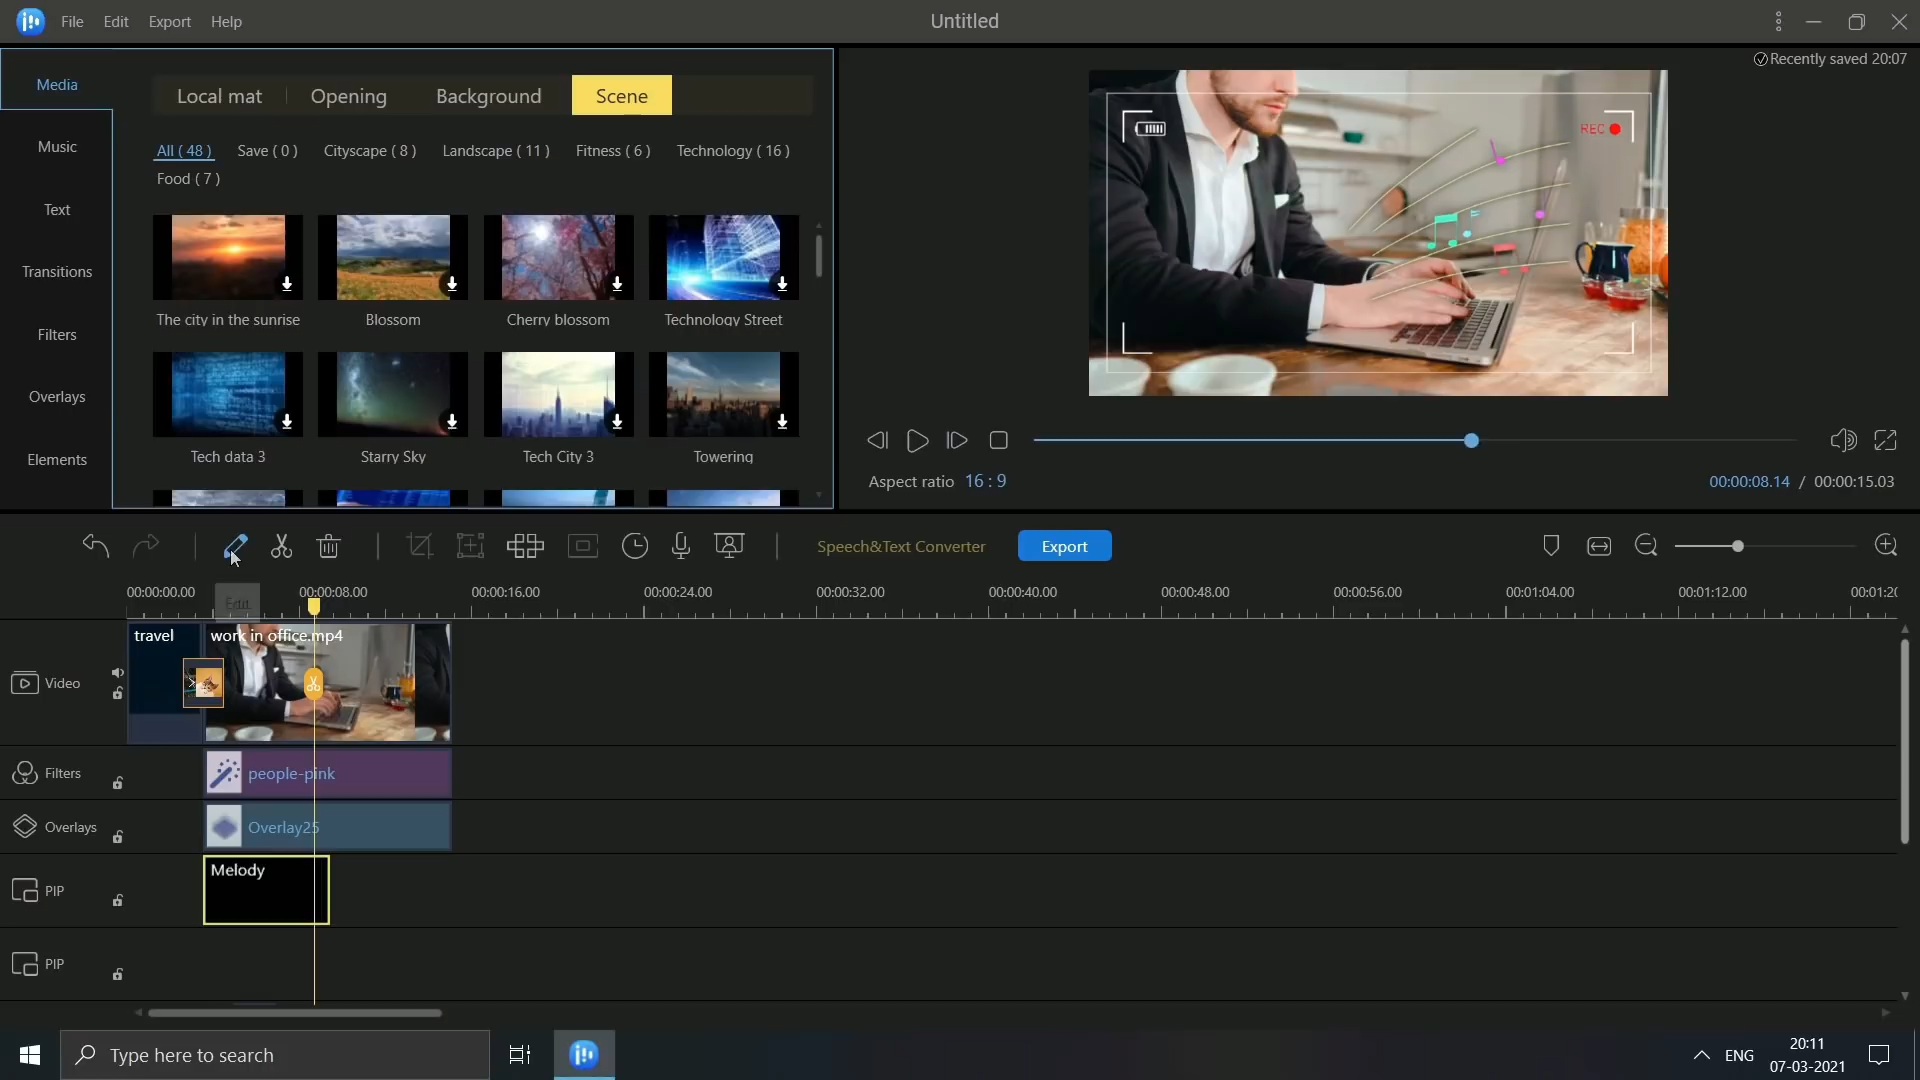 File Edit Export Help
Untitled
Recently saved 20:07
Media
Music
Text
Transitions
Filters
Overlays
Elements
Local mat Opening Background Scene
All ( 48 ) Save ( 0 ) Cityscape ( 8 ) Landscape ( 11 ) Fitness ( 6 ) Technology ( 16 )
Food ( 7 )
The city in the sunrise Blossom Cherry blossom Technology Street
Tech data 3 Starry Sky Tech City 3 Towering
REC
Aspect ratio 16 : 9
00:00:08.14 / 00:00:15.03
Speech&Text Converter Export
Edit
00:00:00.00 00:00:08.00 00:00:16.00 00:00:24.00 00:00:32.00 00:00:40.00 00:00:48.00 00:00:56.00 00:01:04.00 00:01:12.00 00:01:20
Video travel work in office.mp4
Filters people-pink
Overlays Overlay25
PIP Melody
PIP
Type here to search
ENG
20:11
07-03-2021